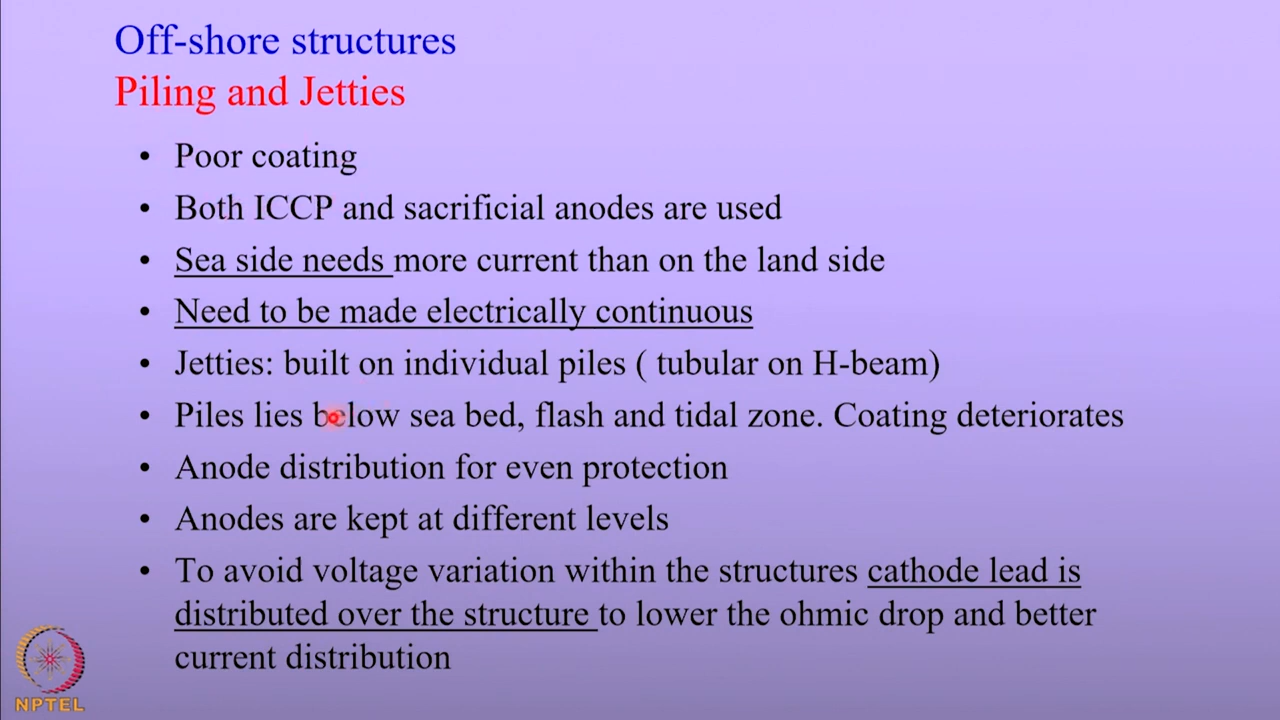 Off-shore structures
Piling and Jetties
• Poor coating
• Both ICCP and sacrificial anodes are used
• Sea side needs more current than on the land side
• Need to be made electrically continuous
• Jetties: built on individual piles ( tubular on H-beam)
• Piles lies below sea bed, flash and tidal zone. Coating deteriorates
• Anode distribution for even protection
• Anodes are kept at different levels
• To avoid voltage variation within the structures cathode lead is
distributed over the structure to lower the ohmic drop and better
current distribution
NPTEL